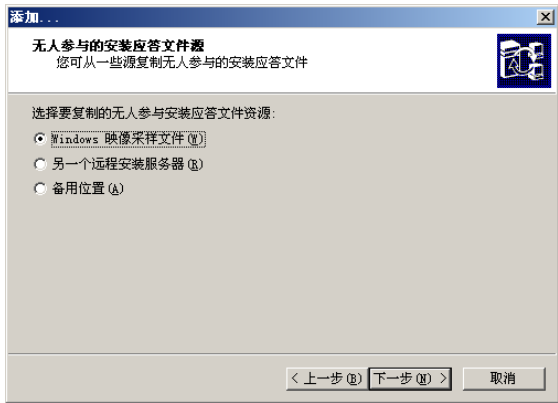 添加...
无人参与的安装应答文件源
您可从一些源复制无人参与的安装应答文件
选择要复制的无人参与安装应答文件资源:
Windows 映像采样文件(W)
另一个远程安装服务器(R)
备用位置(A)
< 上一步(B) 下一步(N) > 取消